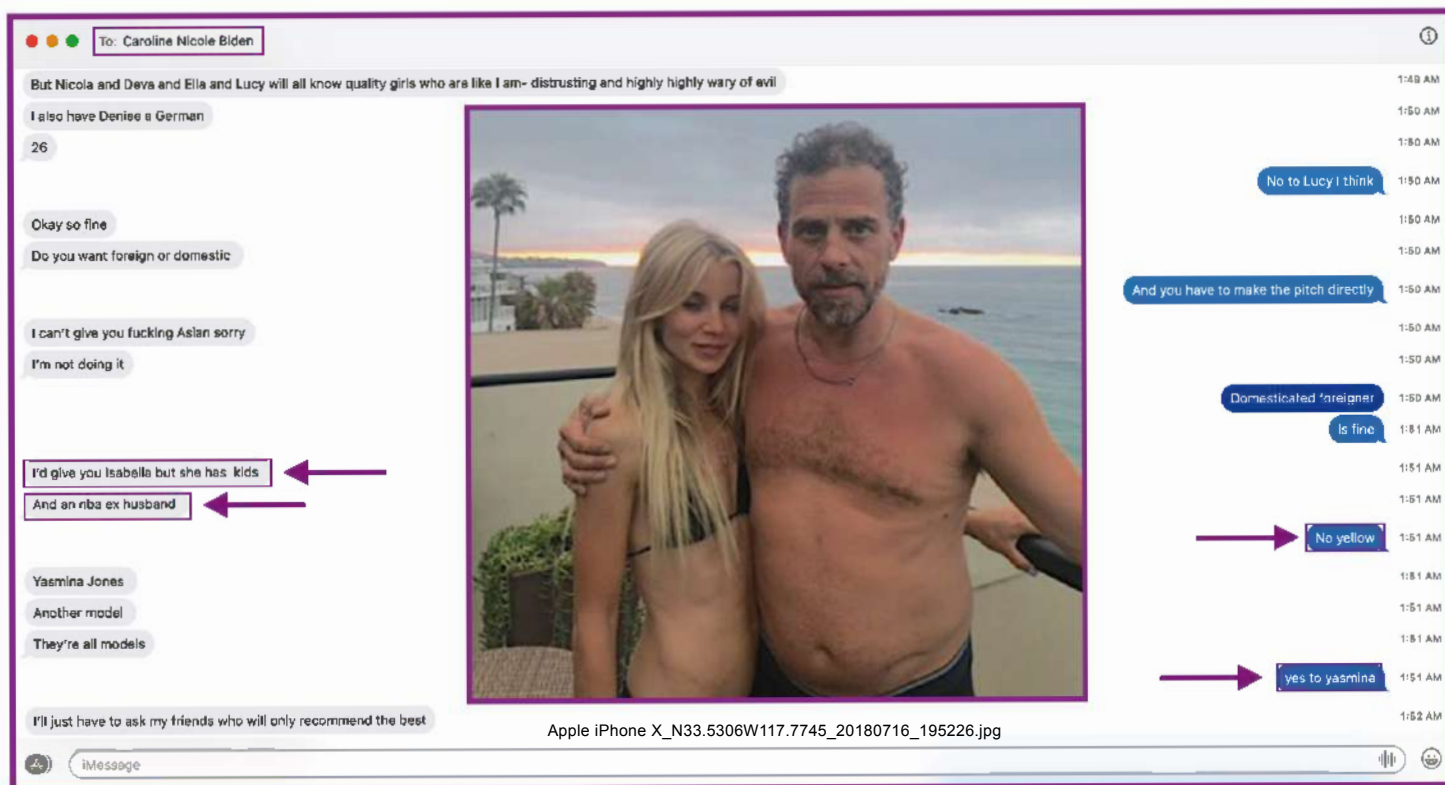 To: Caroline Nicole Biden
But Nicola and Deva and Ella and Lucy will all know quality girls who are like I am- distrusting and highly highly wary of evil
1:49 AM
I also have Denise a German
1:50 AM
26
1:50 AM
No to Lucy I think
1:50 AM
Okay so fine
1:50 AM
Do you want foreign or domestic
1:50 AM
And you have to make the pitch directly
1:50 AM
I can't give you fucking Asian sorry
1:50 AM
I'm not doing it
1:50 AM
Domesticated foreigner
1:50 AM
Is fine
1:51 AM
I'd give you Isabella but she has kids
1:51 AM
And an nba ex husband
1:51 AM
No yellow
1:51 AM
Yasmina Jones
1:51 AM
Another model
1:51 AM
They're all models
1:51 AM
yes to yasmina
1:51 AM
I'll just have to ask my friends who will only recommend the best
1:52 AM
Apple iPhone X_N33.5306W117.7745_20180716_195226.jpg
iMessage